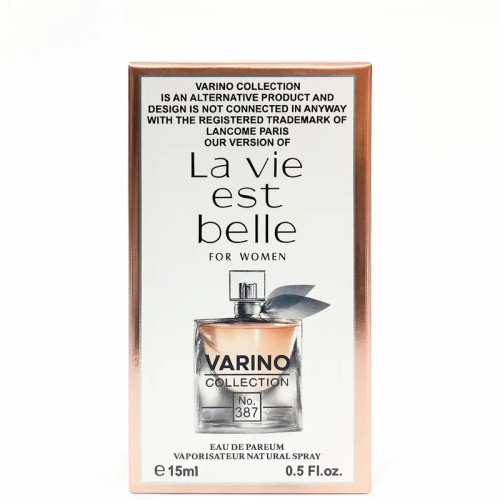 VARINO COLLECTION
IS AN ALTERNATIVE PRODUCT AND
DESIGN IS NOT CONNECTED IN ANYWAY
WITH THE REGISTERED TRADEMARK OF
LANCOME PARIS
OUR VERSION OF
La vie
est
belle
FOR WOMEN
VARINO
COLLECTION
No.
387
EAU DE PAREUM
VAPORISATEUR NATURAL SPRAY
e 15ml 0.5 Fl.oz.